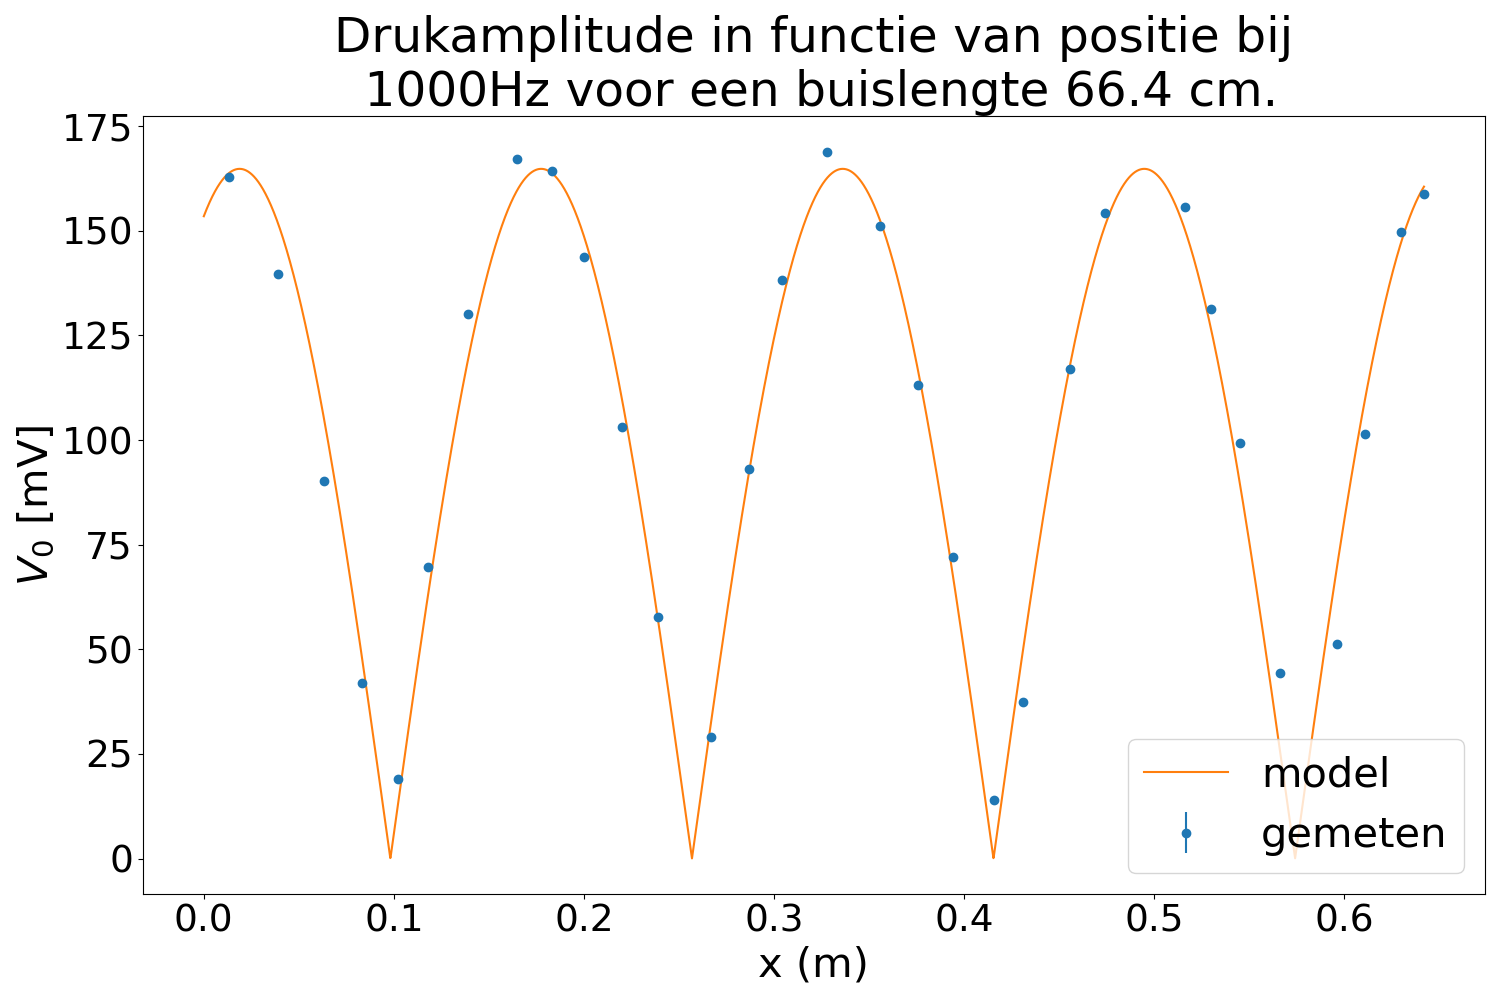 Drukamplitude in functie van positie bij
1000Hz voor een buislengte 66.4 cm.
175
150
125
100
75
50
25
0
V₀ [mV]
0.0 0.1 0.2 0.3 0.4 0.5 0.6
x (m)
model
gemeten